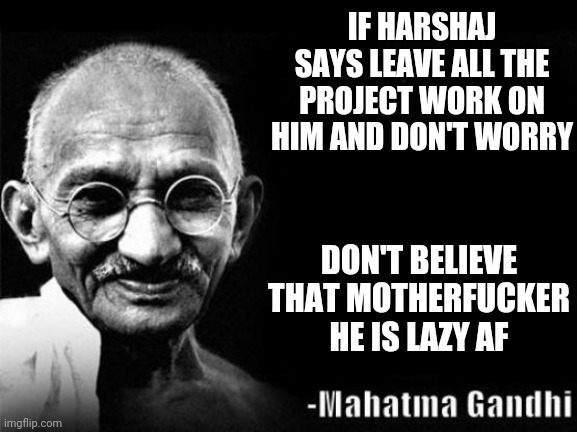 IF HARSHAJ
SAYS LEAVE ALL THE
PROJECT WORK ON
HIM AND DON'T WORRY
DON'T BELIEVE
THAT MOTHERFUCKER
HE IS LAZY AF
-Mahatma Gandhi
imgflip.com